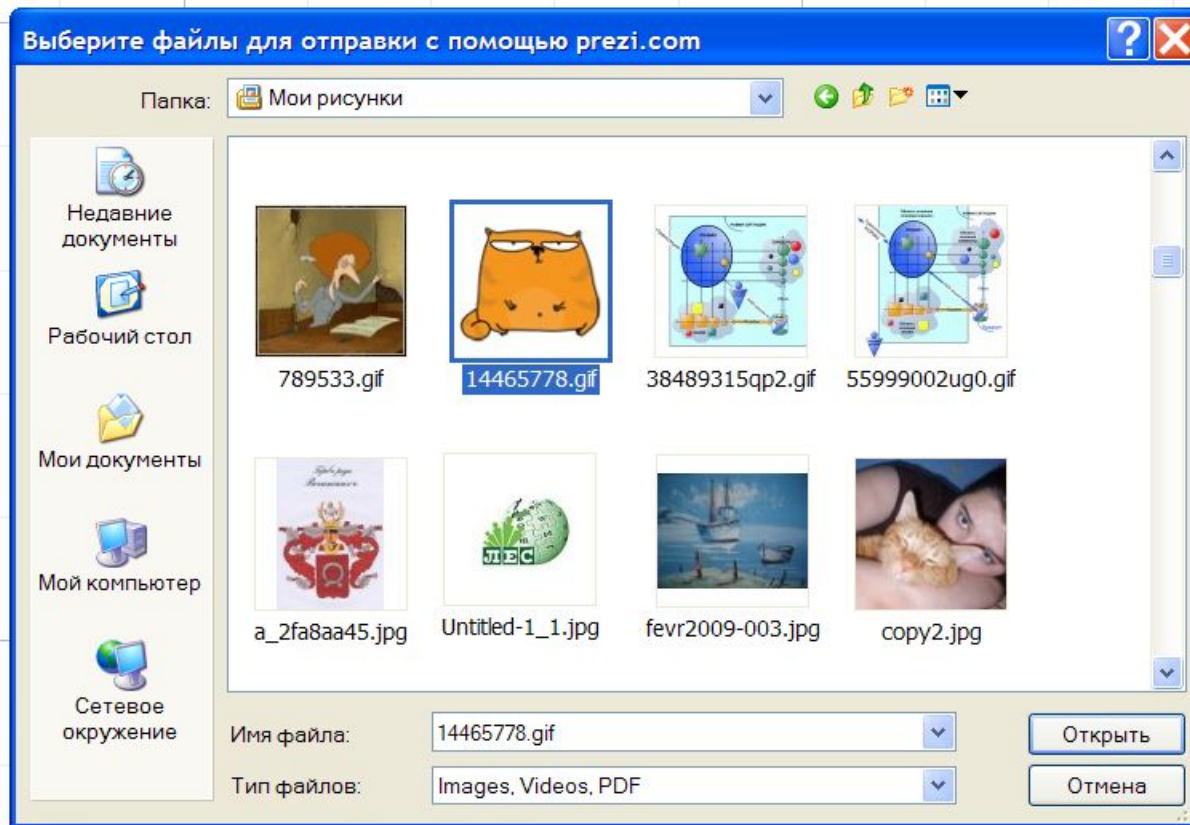 Выберите файлы для отправки с помощью prezi.com
Папка:
Мои рисунки
Недавние
документы
Рабочий стол
Мои документы
Мой компьютер
Сетевое
окружение
789533.gif
14465778.gif
38489315qp2.gif
55999002ug0.gif
ЛЕС
a_2fa8aa45.jpg
Untitled-1_1.jpg
fevr2009-003.jpg
copy2.jpg
Имя файла:
14465778.gif
Открыть
Тип файлов:
Images, Videos, PDF
Отмена